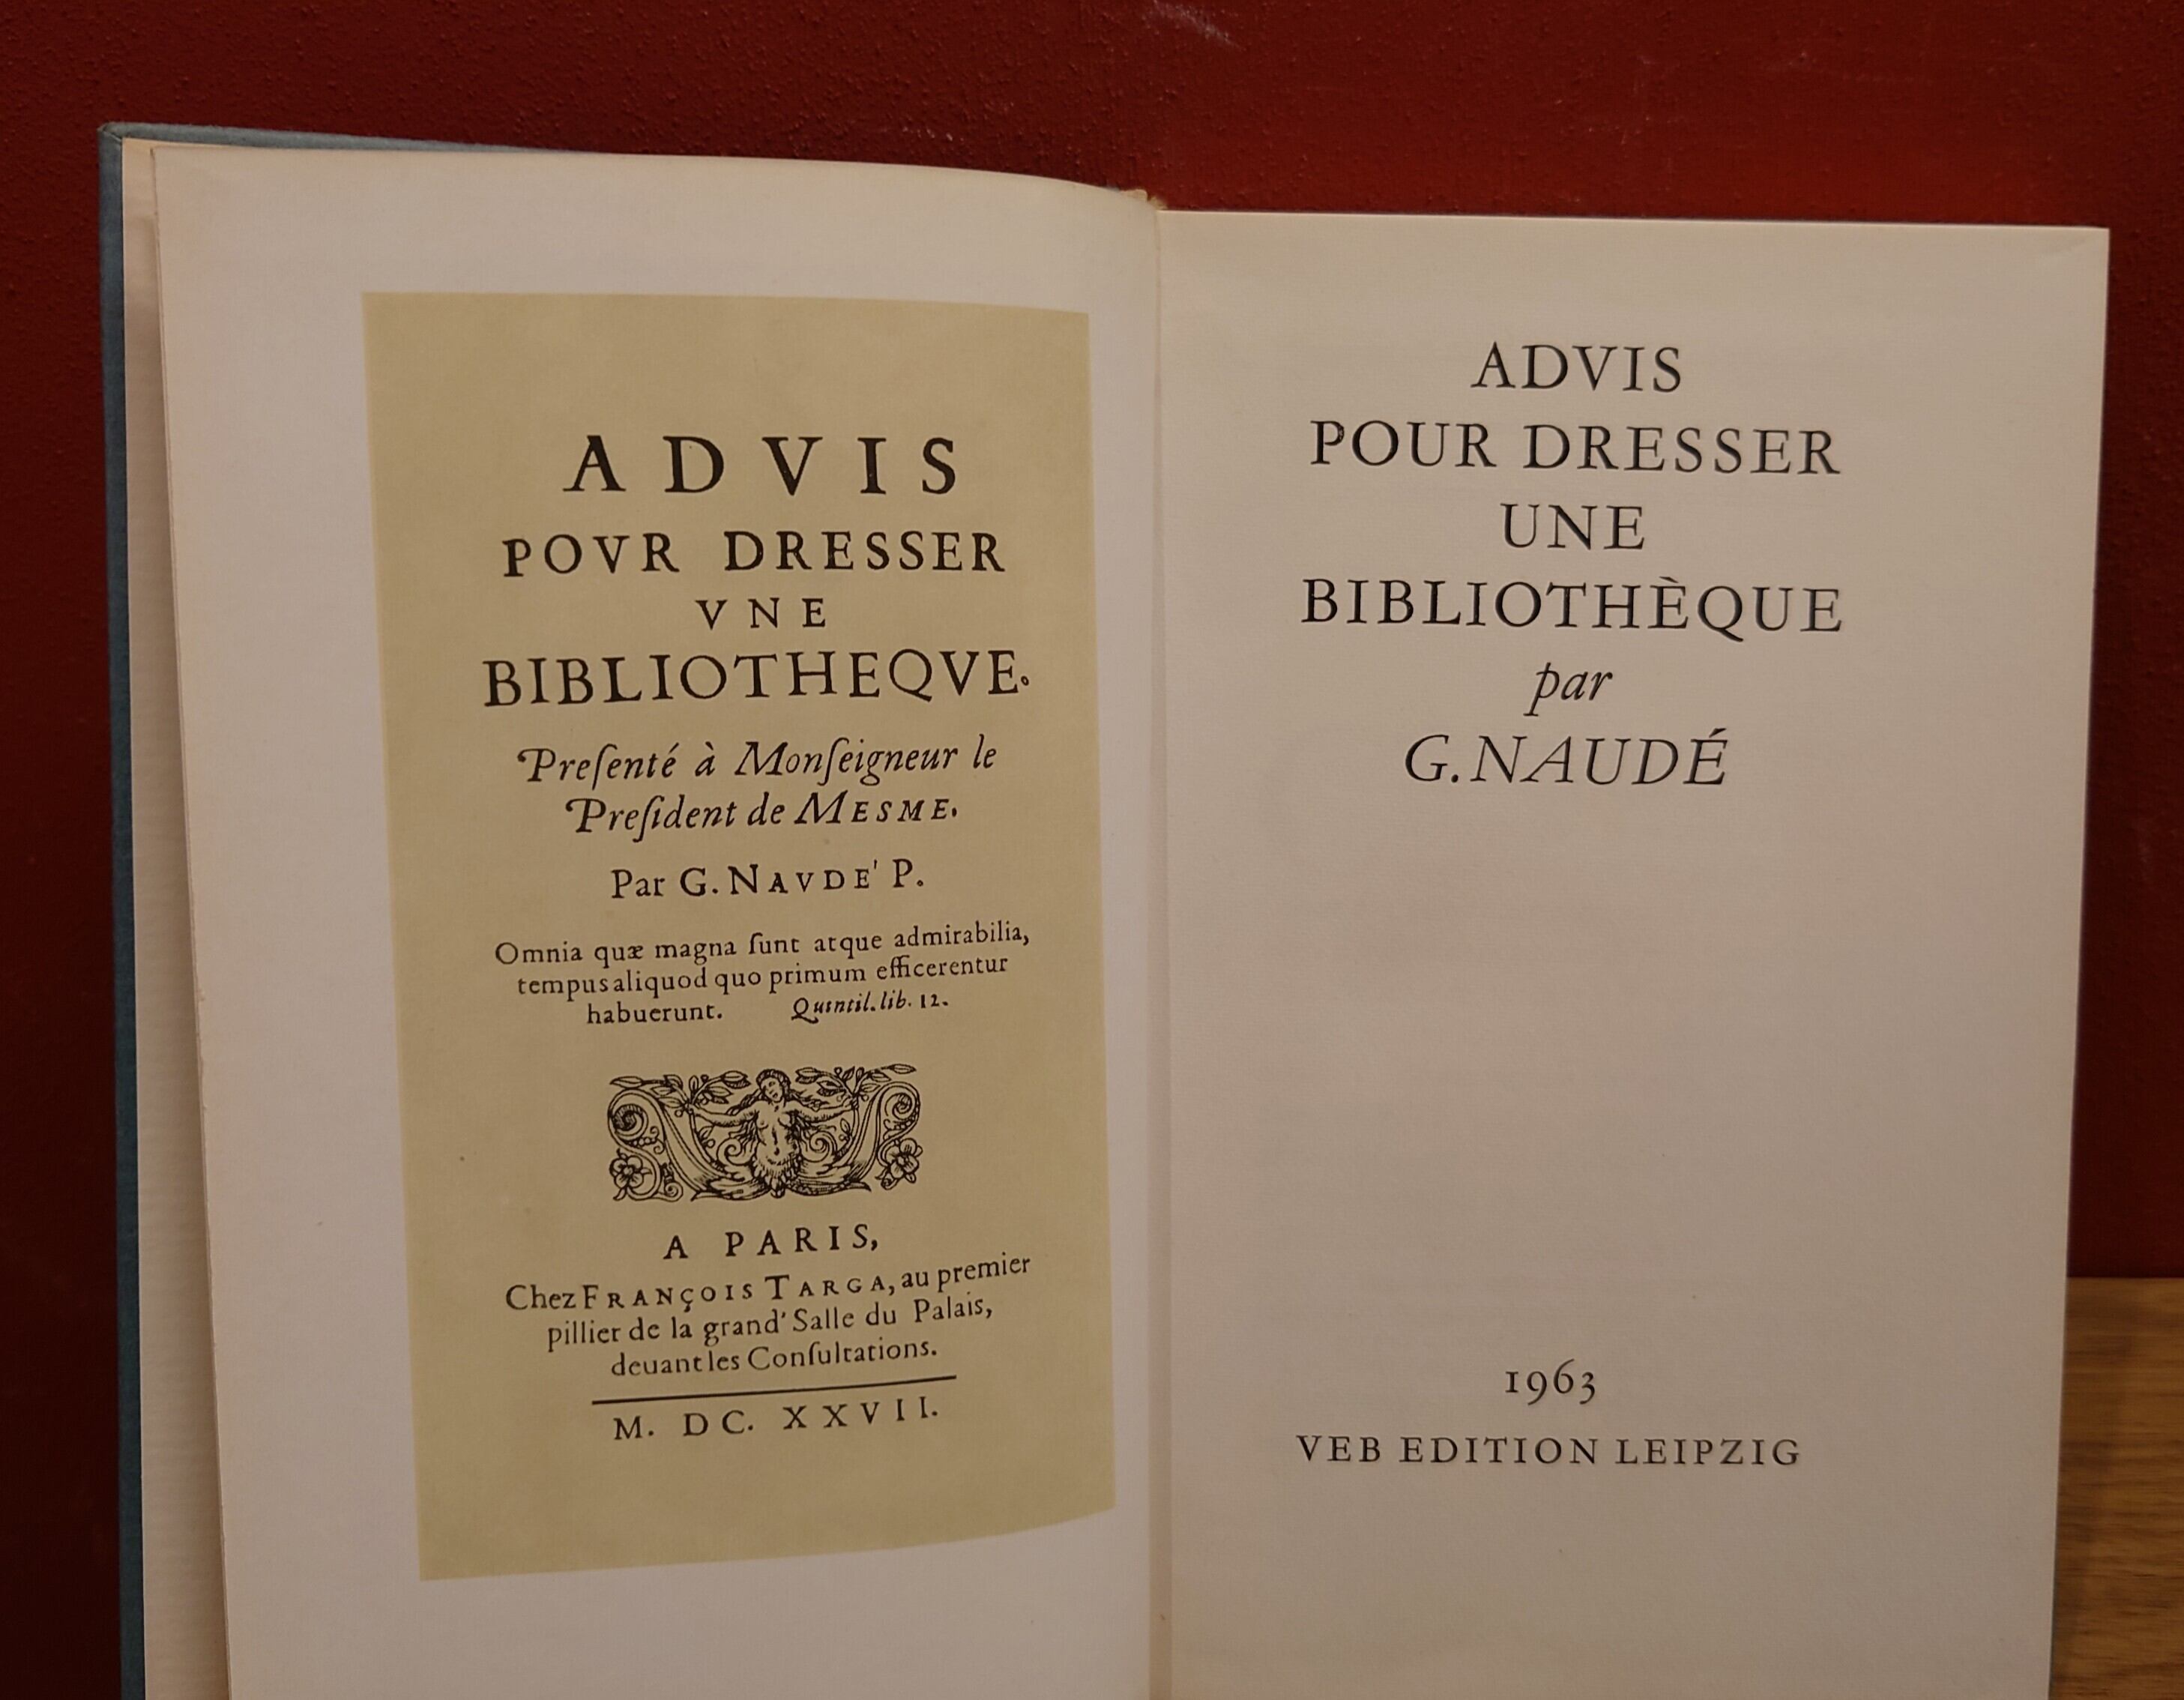 ADVIS
POVR DRESSER
VNE
BIBLIOTHEQVE.
Preſenté à Monſeigneur le
Preſident de MESME.
Par G. NAVDE' P.
Omnia quæ magna ſunt atque admirabilia,
tempus aliquod quo primum efficerentur
habuerunt. Quintil. lib. 12.
A PARIS,
Chez FRANÇOIS TARGA, au premier
pillier de la grand' Salle du Palais,
deuant les Conſultations.
M. DC. XXVII.
ADVIS
POUR DRESSER
UNE
BIBLIOTHÈQUE
par
G. NAUDÉ
1963
VEB EDITION LEIPZIG